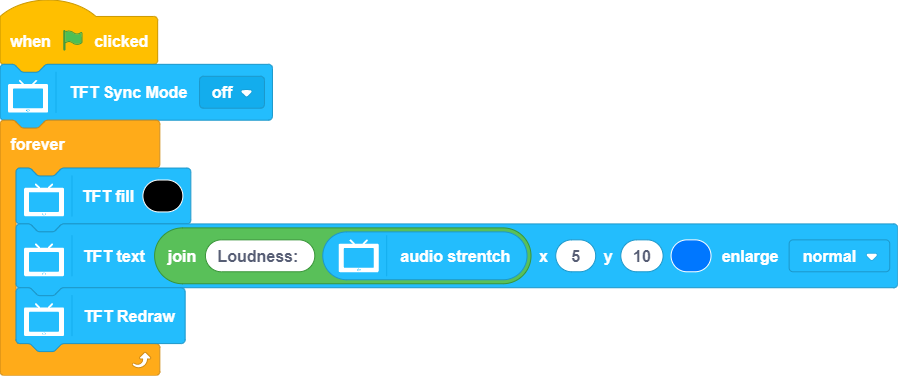 when clicked
TFT Sync Mode off
forever
TFT fill
TFT text join Loudness: audio strentch x 5 y 10 enlarge normal
TFT Redraw